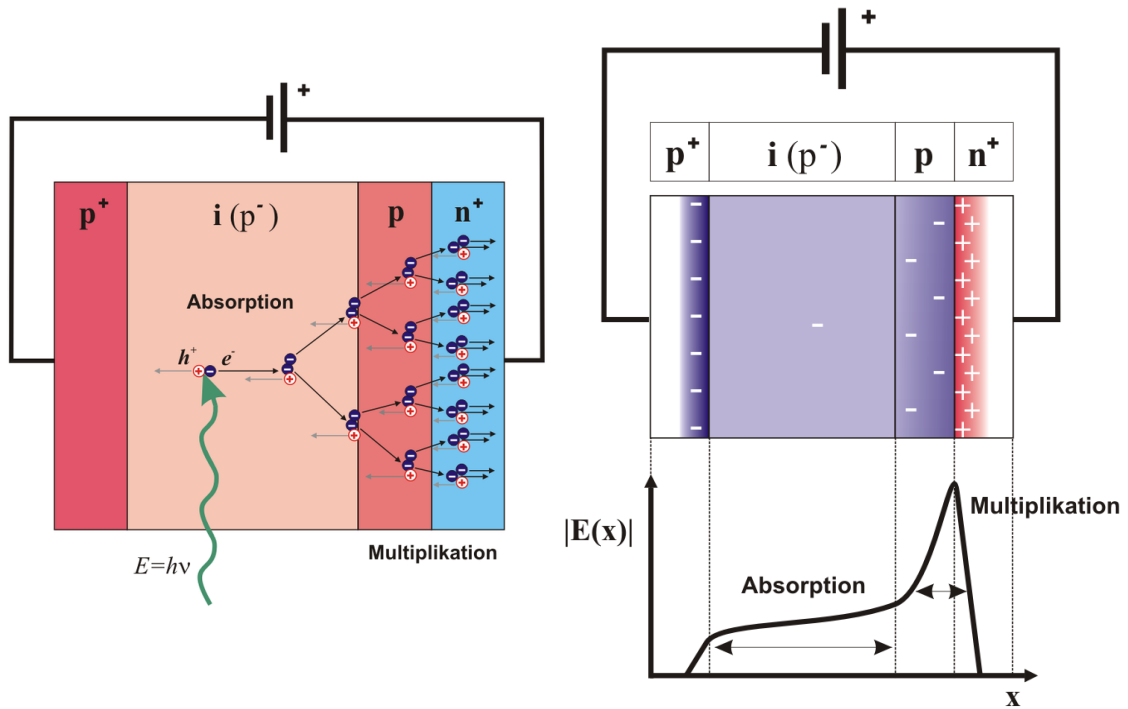 +
p⁺ i (p⁻) p n⁺
Absorption
h⁺ e⁻
E=hν
Multiplikation
+
p⁺ i (p⁻) p n⁺
|E(x)|
Multiplikation
Absorption
x